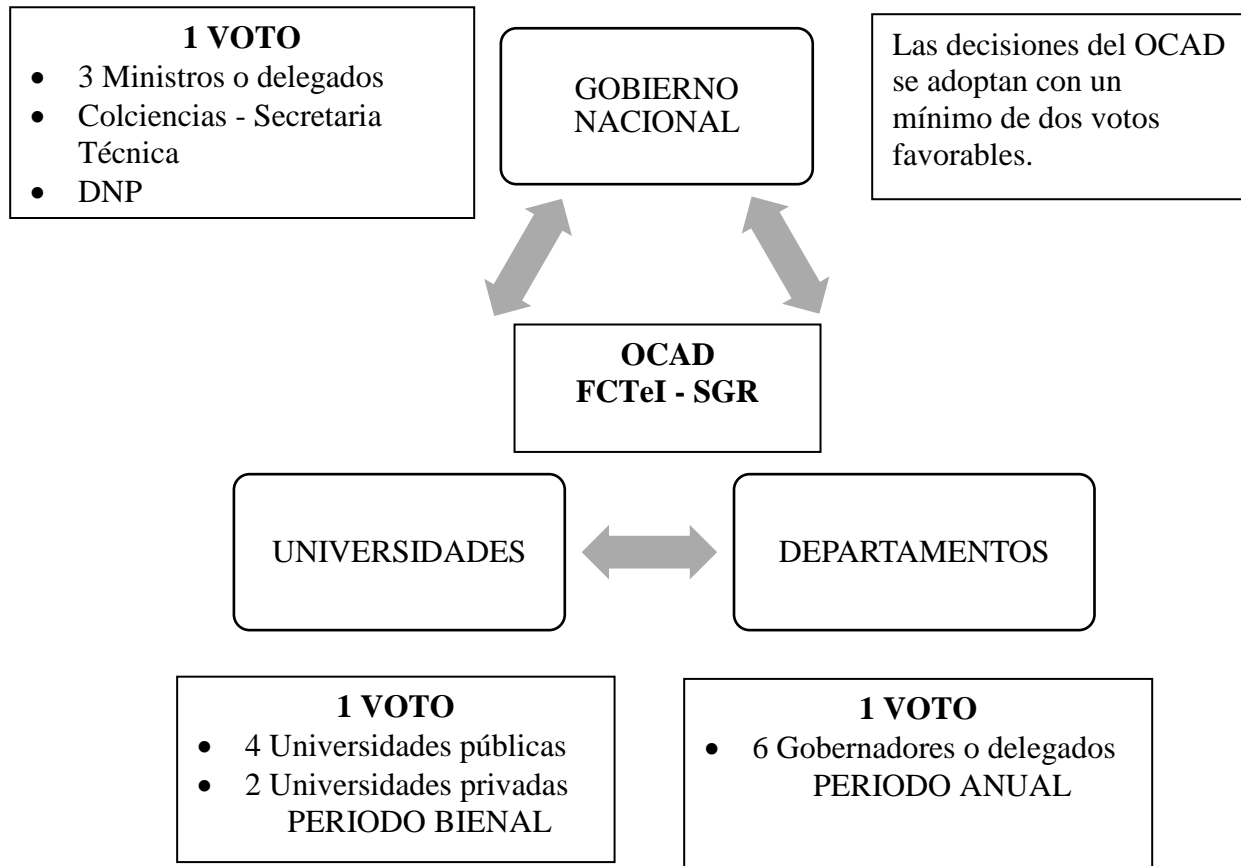 1 VOTO
• 3 Ministros o delegados
• Colciencias - Secretaria
Técnica
• DNP
GOBIERNO
NACIONAL
Las decisiones del OCAD
se adoptan con un
mínimo de dos votos
favorables.
OCAD
FCTeI - SGR
UNIVERSIDADES
DEPARTAMENTOS
1 VOTO
• 4 Universidades públicas
• 2 Universidades privadas
PERIODO BIENAL
1 VOTO
• 6 Gobernadores o delegados
PERIODO ANUAL